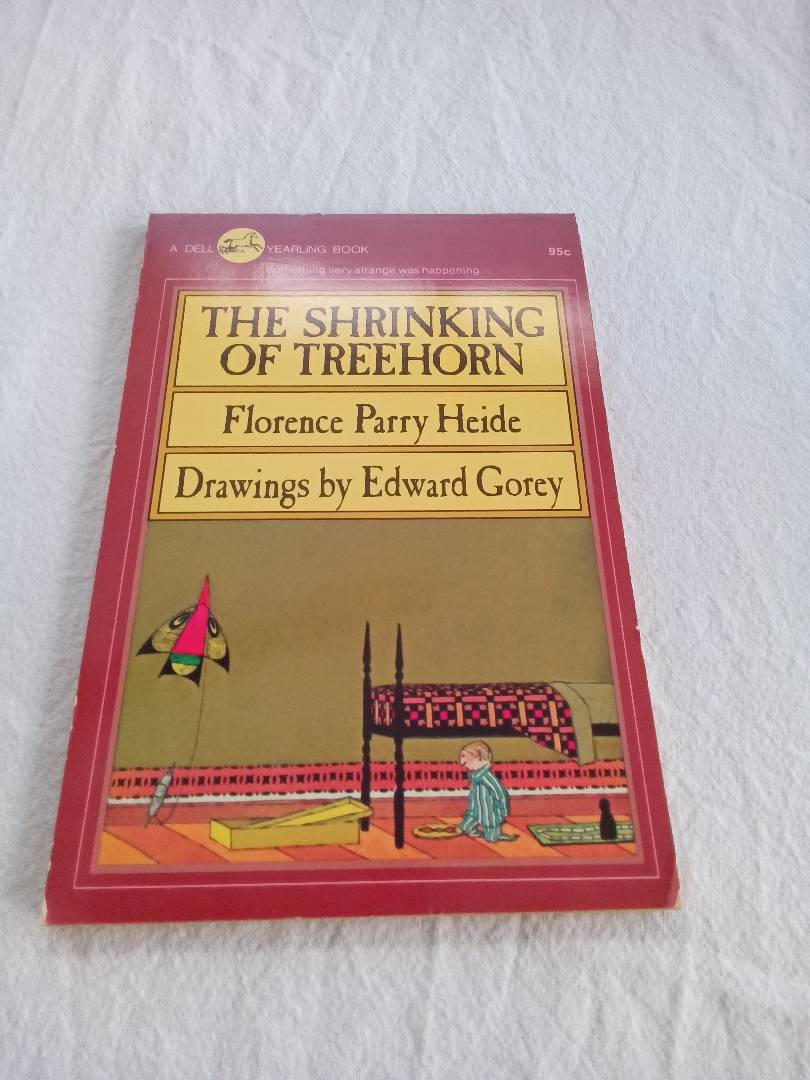 A DELL YEARLING BOOK 95c
Something very strange was happening
THE SHRINKING
OF TREEHORN
Florence Parry Heide
Drawings by Edward Gorey